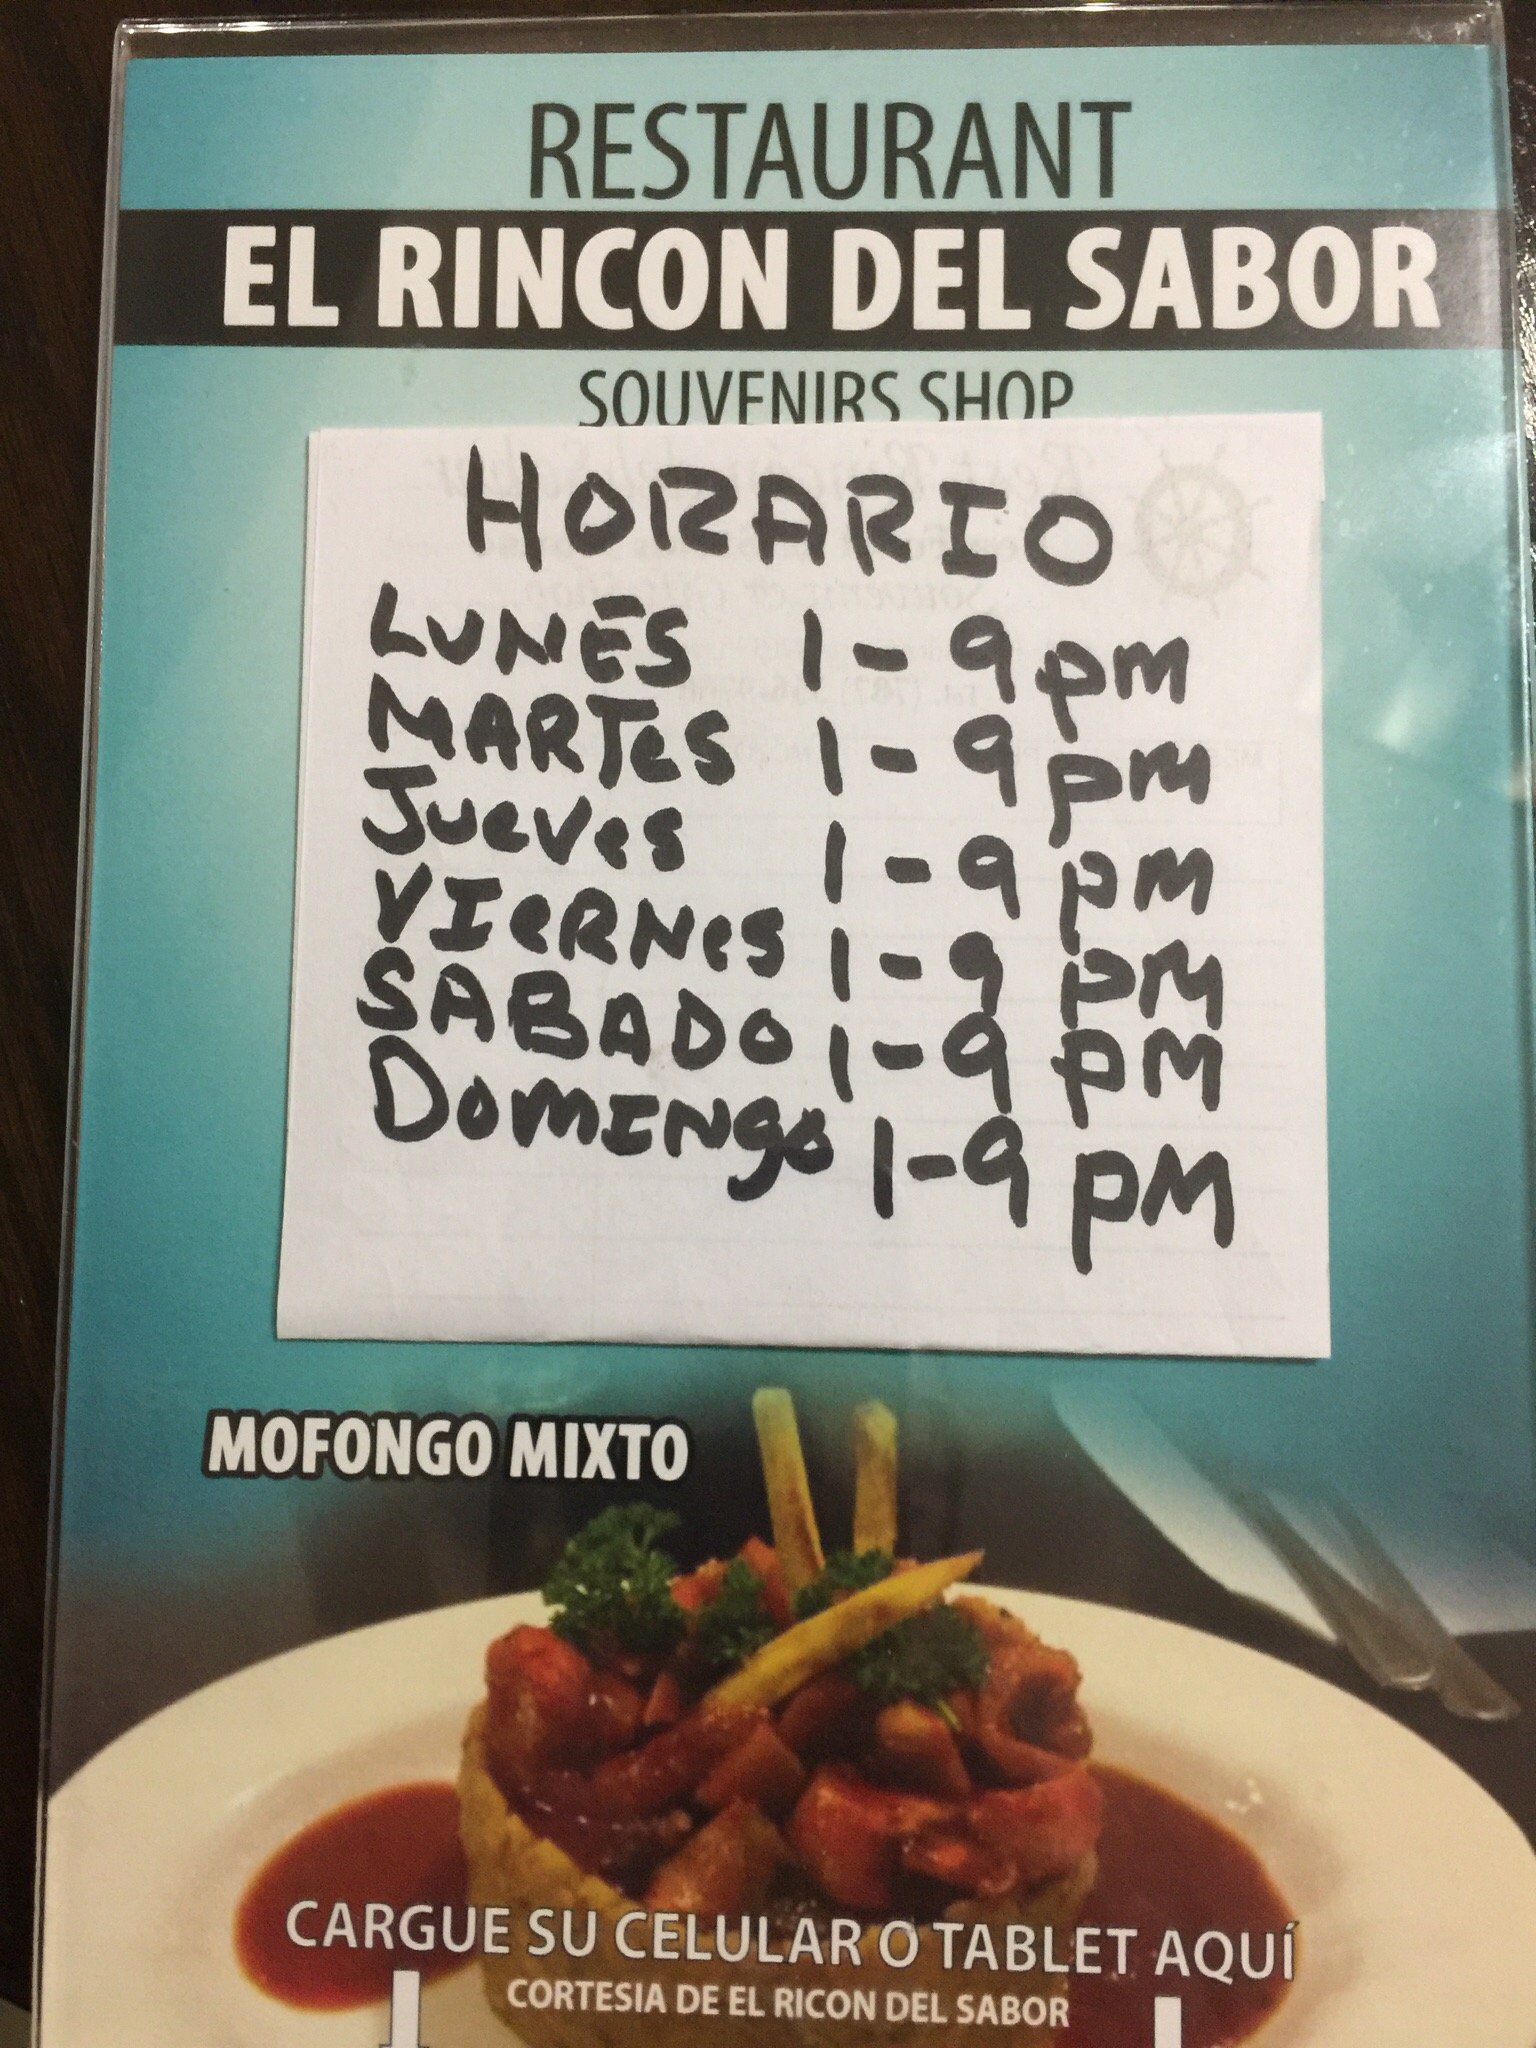 RESTAURANT
EL RINCON DEL SABOR
SOUVENIRS SHOP
HORARIO
LUNES 1-9 pm
MARTes 1-9 pm
Jueves 1-9 pm
VIeRNes 1-9 pm
SABADO 1-9 pm
DomINgo 1-9 pM
MOFONGO MIXTO
CARGUE SU CELULAR O TABLET AQUÍ
CORTESIA DE EL RICON DEL SABOR